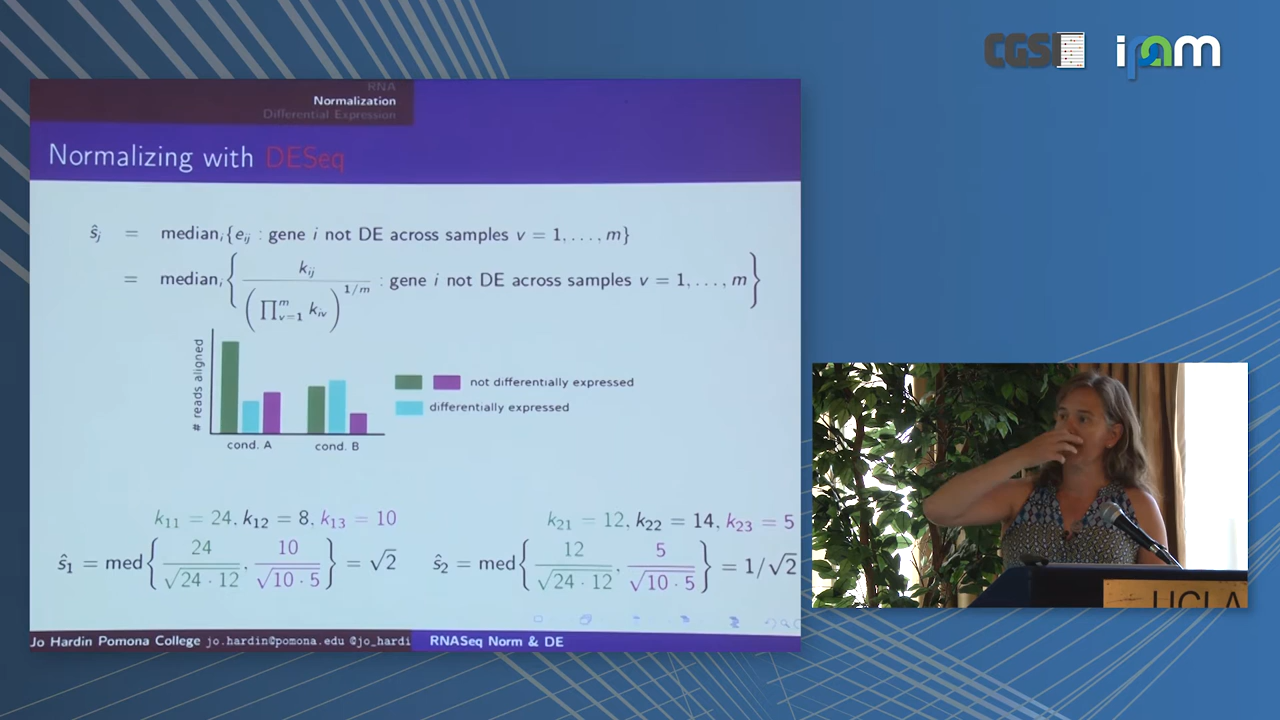 CGSI
ipam
RNA
Normalization
Differential Expression
Normalizing with DESeq
ŝⱼ = medianᵢ{eᵢⱼ : gene i not DE across samples v = 1, . . . , m}
= medianᵢ { kᵢⱼ / (∏ᵐᵥ₌₁ kᵢᵥ)^1/m : gene i not DE across samples v = 1, . . . , m }
# reads aligned
not differentially expressed
differentially expressed
cond. A cond. B
k₁₁ = 24, k₁₂ = 8, k₁₃ = 10
k₂₁ = 12, k₂₂ = 14, k₂₃ = 5
ŝ₁ = med { 24 / √(24 · 12), 10 / √(10 · 5) } = √2
ŝ₂ = med { 12 / √(24 · 12), 5 / √(10 · 5) } = 1/√2
Jo Hardin Pomona College jo.hardin@pomona.edu @jo_hardi
RNASeq Norm & DE
UCLA